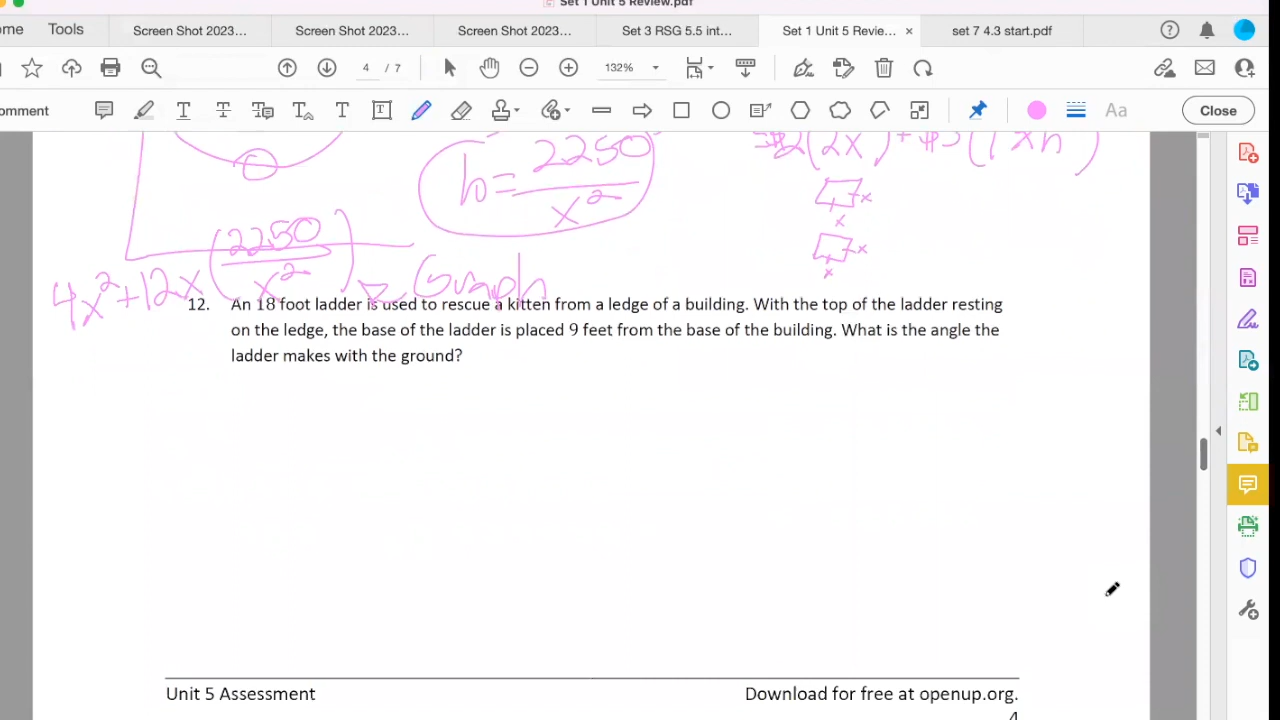 Set 1 Unit 5 Review.pdf
ome Tools Screen Shot 2023... Screen Shot 2023... Screen Shot 2023... Set 3 RSG 5.5 int... Set 1 Unit 5 Revie... × set 7 4.3 start.pdf
4 / 7 132%
omment T T T T Aa Close
h = 2250 / x²
2(2x²) + $3(
x
x
x
x
4x² + 12x (2250 / x²) Graph
12. An 18 foot ladder is used to rescue a kitten from a ledge of a building. With the top of the ladder resting
on the ledge, the base of the ladder is placed 9 feet from the base of the building. What is the angle the
ladder makes with the ground?
Unit 5 Assessment Download for free at openup.org.
4